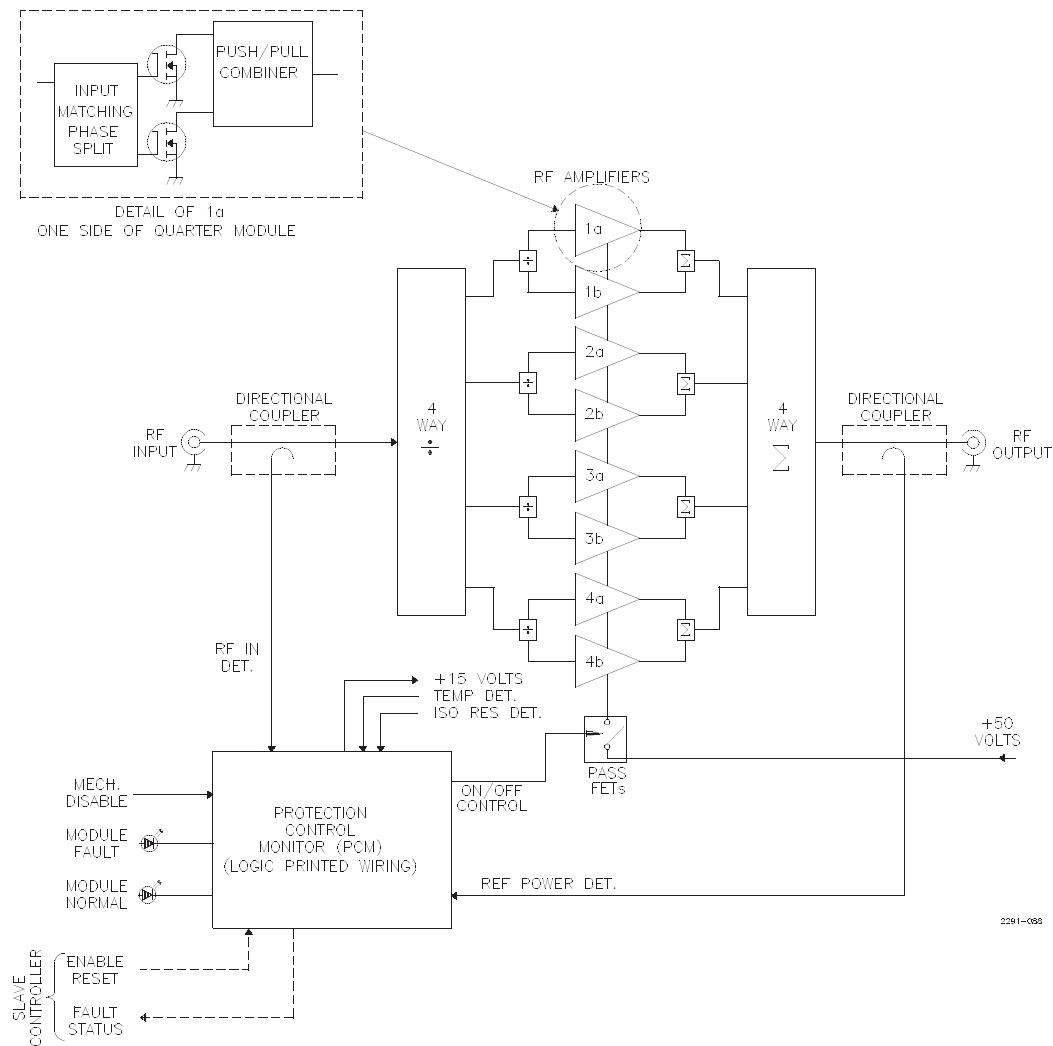 PUSH/PULL
COMBINER
INPUT
MATCHING
PHASE
SPLIT
DETAIL OF 1a
ONE SIDE OF QUARTER MODULE
RF AMPLIFIERS
1a
÷
Σ
1b
2a
÷
Σ
2b
DIRECTIONAL
COUPLER
RF
INPUT
4
WAY
÷
4
WAY
Σ
DIRECTIONAL
COUPLER
RF
OUTPUT
3a
÷
Σ
3b
4a
÷
Σ
4b
RF IN
DET.
+15 VOLTS
TEMP DET.
ISO RES DET.
+50
VOLTS
PASS
FETs
ON/OFF
CONTROL
MECH.
DISABLE
MODULE
FAULT
MODULE
NORMAL
PROTECTION
CONTROL
MONITOR (PCM)
(LOGIC PRINTED WIRING)
REF POWER DET.
2291-068
SLAVE
CONTROLLER
ENABLE
RESET
FAULT
STATUS